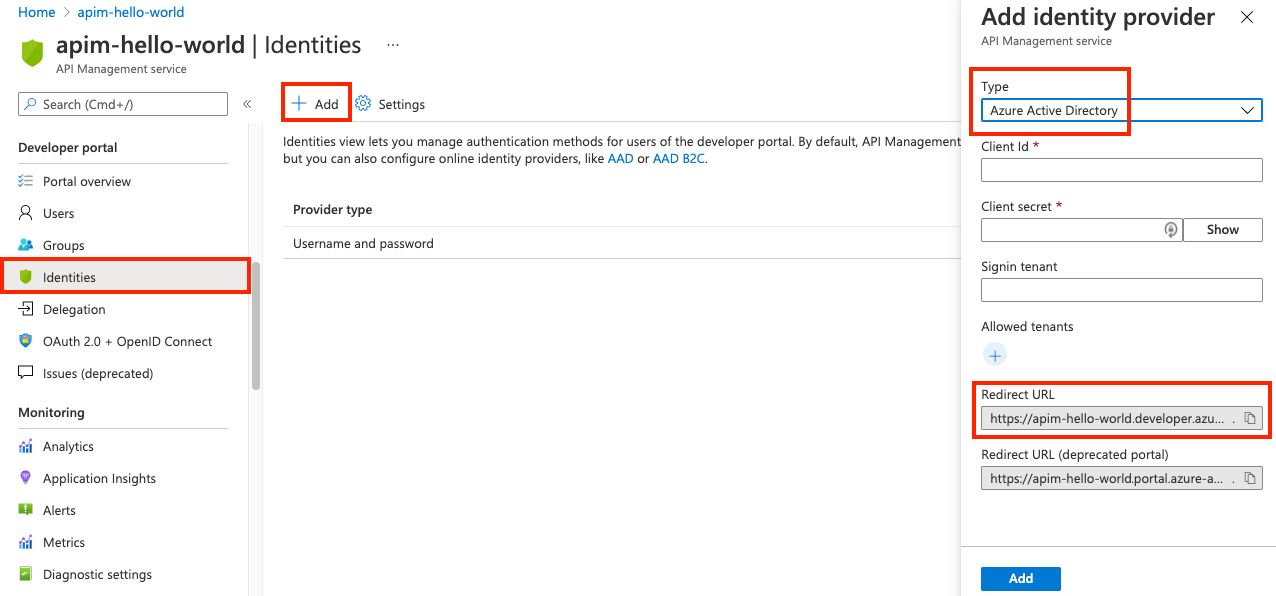 Home > apim-hello-world
apim-hello-world | Identities ...
API Management service
Search (Cmd+/)
«
Developer portal
Portal overview
Users
Groups
Identities
Delegation
OAuth 2.0 + OpenID Connect
Issues (deprecated)
Monitoring
Analytics
Application Insights
Alerts
Metrics
Diagnostic settings
+ Add
Settings
Identities view lets you manage authentication methods for users of the developer portal. By default, API Management
but you can also configure online identity providers, like AAD or AAD B2C.
Provider type
Username and password
Add identity provider
API Management service
Type
Azure Active Directory
Client Id *
Client secret *
Show
Signin tenant
Allowed tenants
+
Redirect URL
https://apim-hello-world.developer.azu... .
Redirect URL (deprecated portal)
https://apim-hello-world.portal.azure-a... .
Add